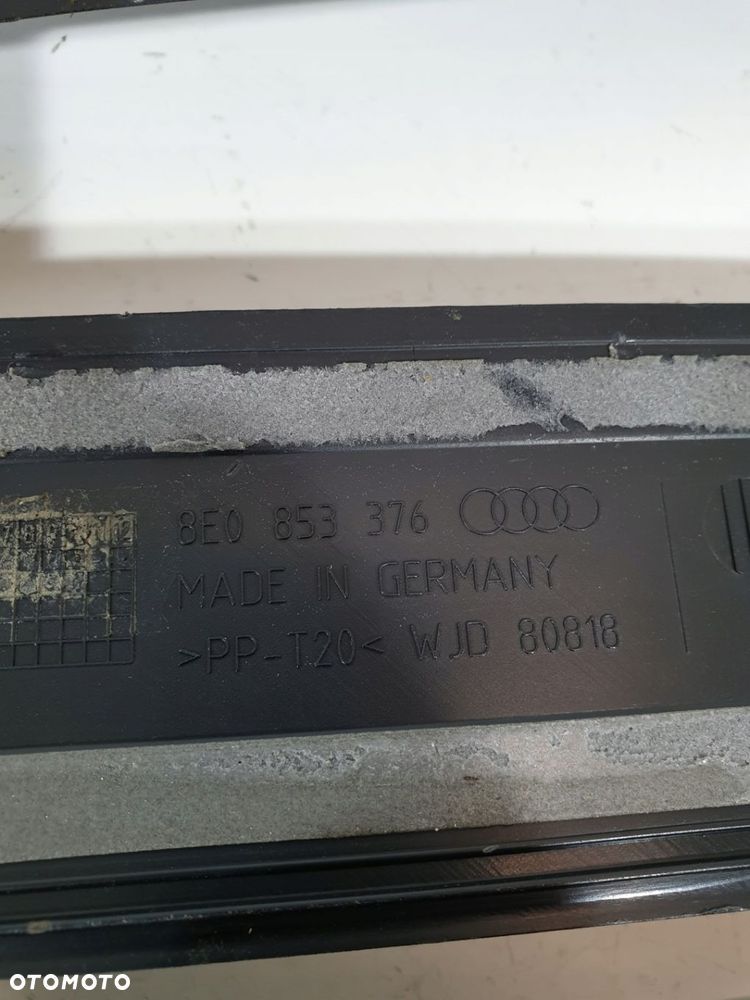 8E0 853 376
MADE IN GERMANY
>PP-T20< WJD 80818
OTOMOTO